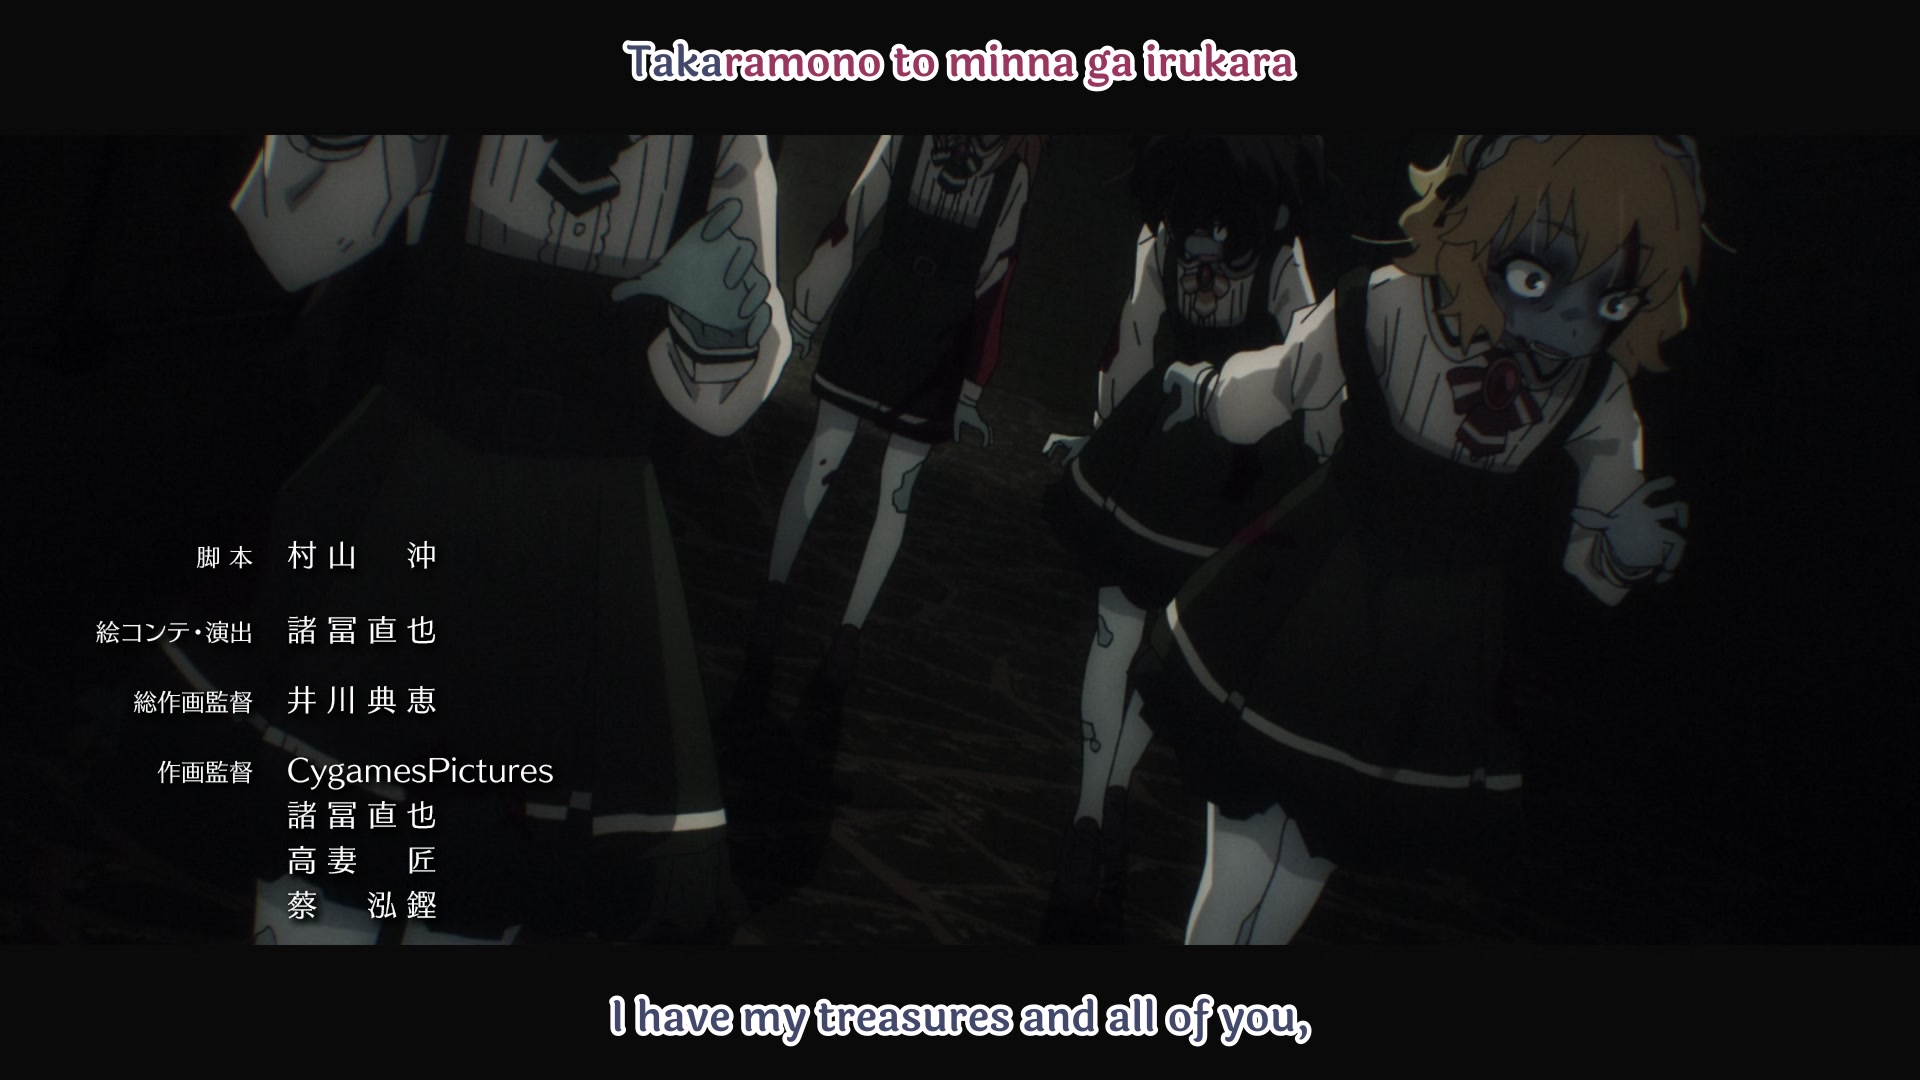 Takaramono to minna ga irukara
脚本 村山 沖
絵コンテ・演出 諸冨直也
総作画監督 井川典恵
作画監督 CygamesPictures
諸冨直也
高妻 匠
蔡 泓鏗
I have my treasures and all of you,